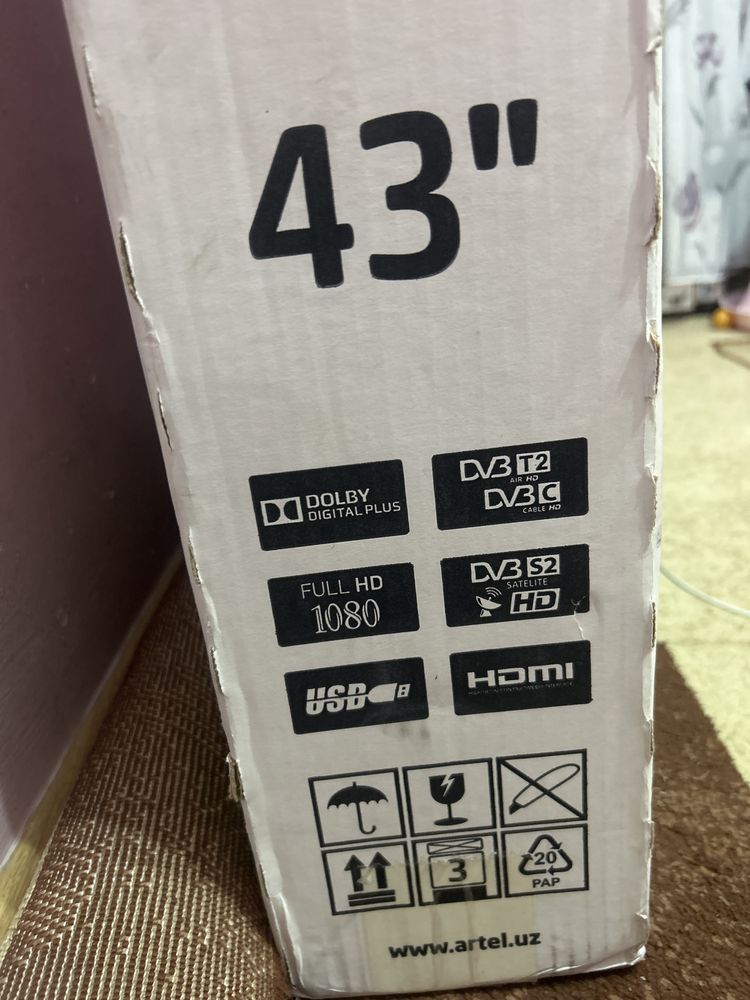 43"
DOLBY
DIGITAL PLUS
DVB T2
AIR HD
DVB C
CABLE HD
FULL HD
1080
DVB S2
SATELITE
HD
USB
HDMI
3
20
PAP
www.artel.uz